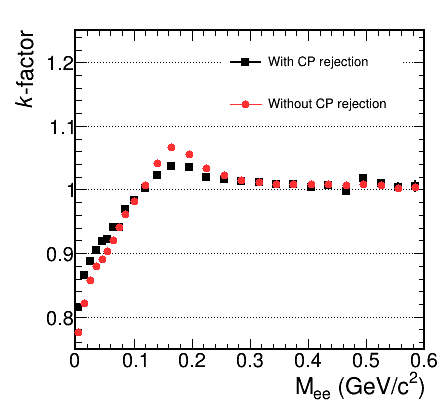 k-factor
1.2
1.1
1
0.9
0.8
With CP rejection
Without CP rejection
0 0.1 0.2 0.3 0.4 0.5 0.6
M_ee (GeV/c²)